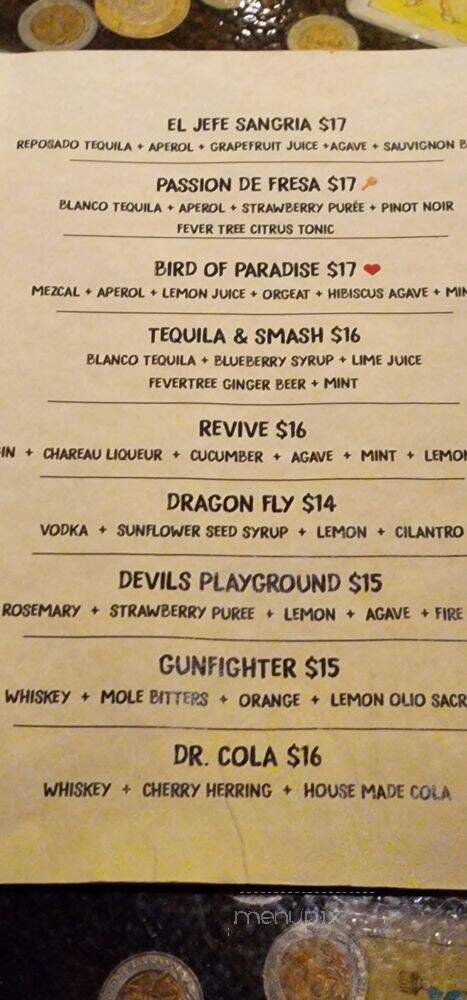 EL JEFE SANGRIA $17
REPOSADO TEQUILA + APEROL + GRAPEFRUIT JUICE +AGAVE + SAUVIGNON B
PASSION DE FRESA $17
BLANCO TEQUILA + APEROL + STRAWBERRY PURÉE + PINOT NOIR
FEVER TREE CITRUS TONIC
BIRD OF PARADISE $17
MEZCAL + APEROL + LEMON JUICE + ORGEAT + HIBISCUS AGAVE + MIN
TEQUILA & SMASH $16
BLANCO TEQUILA + BLUEBERRY SYRUP + LIME JUICE
FEVERTREE GINGER BEER + MINT
REVIVE $16
IN + CHAREAU LIQUEUR + CUCUMBER + AGAVE + MINT + LEMON
DRAGON FLY $14
VODKA + SUNFLOWER SEED SYRUP + LEMON + CILANTRO
DEVILS PLAYGROUND $15
ROSEMARY + STRAWBERRY PUREE + LEMON + AGAVE + FIRE
GUNFIGHTER $15
WHISKEY + MOLE BITTERS + ORANGE + LEMON OLIO SACR
DR. COLA $16
WHISKEY + CHERRY HERRING + HOUSE MADE COLA
menupix